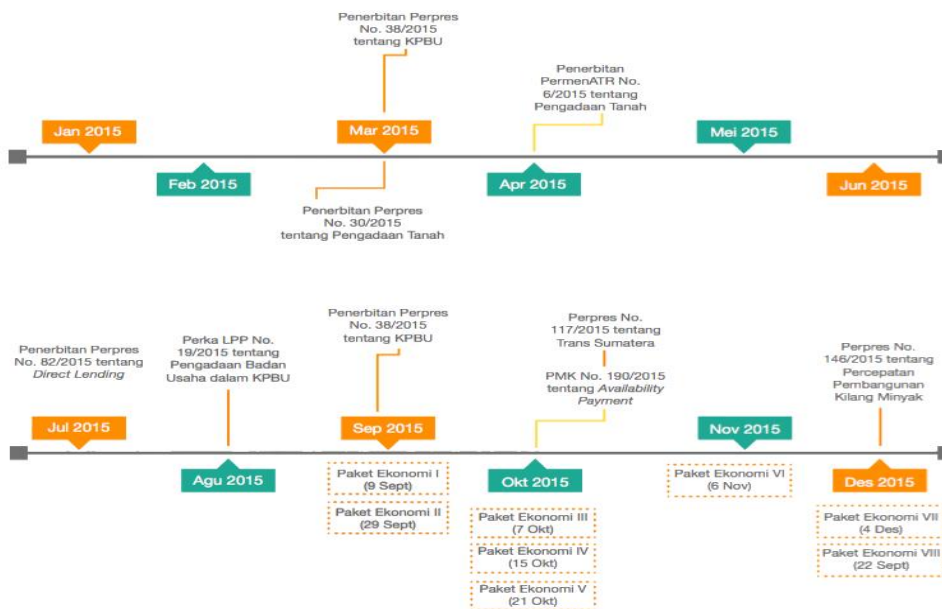 Penerbitan Perpres
No. 38/2015
tentang KPBU
Penerbitan
PermenATR No.
6/2015 tentang
Pengadaan Tanah
Jan 2015
Mar 2015
Mei 2015
Feb 2015
Apr 2015
Jun 2015
Penerbitan Perpres
No. 30/2015
tentang Pengadaan Tanah
Penerbitan Perpres
No. 82/2015 tentang
Direct Lending
Perka LPP No.
19/2015 tentang
Pengadaan Badan
Usaha dalam KPBU
Penerbitan Perpres
No. 38/2015
tentang KPBU
Perpres No.
117/2015 tentang
Trans Sumatera
PMK No. 190/2015
tentang Availability
Payment
Perpres No.
146/2015 tentang
Percepatan
Pembangunan
Kilang Minyak
Jul 2015
Sep 2015
Nov 2015
Agu 2015
Okt 2015
Des 2015
Paket Ekonomi I
(9 Sept)
Paket Ekonomi II
(29 Sept)
Paket Ekonomi III
(7 Okt)
Paket Ekonomi IV
(15 Okt)
Paket Ekonomi V
(21 Okt)
Paket Ekonomi VI
(6 Nov)
Paket Ekonomi VII
(4 Des)
Paket Ekonomi VIII
(22 Sept)